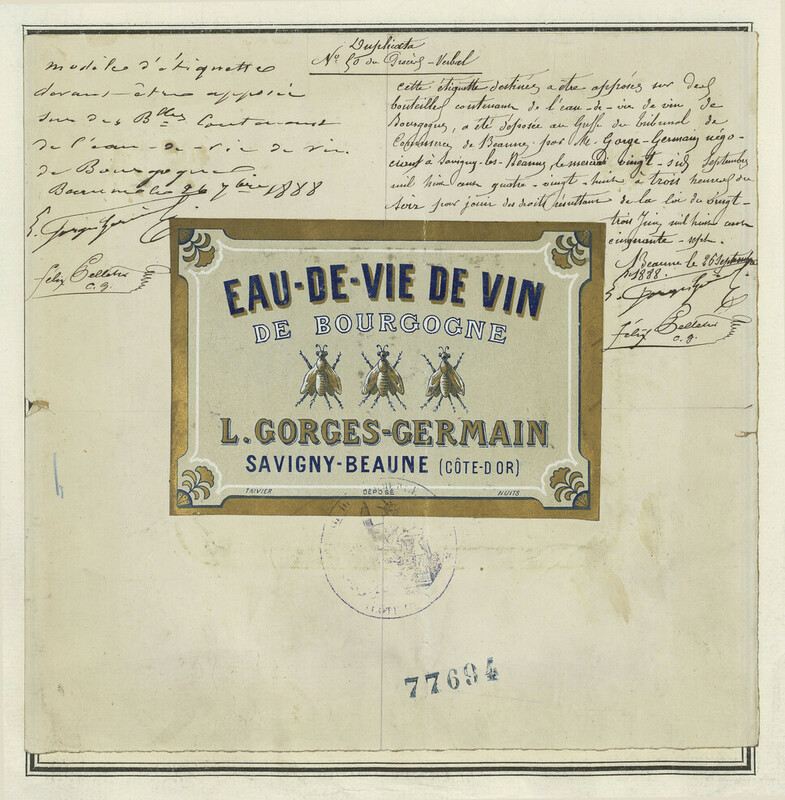 Duplicata
N° 50 du Procès-Verbal
modèle d'étiquette
devant-être apposée
sur des Blles Contenant
de l'eau-de-vie de vin.
de Bourgogne
Beaune le 26 7bre 1888
Félix Pelletier
c. g.
cette étiquette destinée a être apposée sur des
bouteilles contenant de l'eau-de-vie de vin de
Bourgogne, a été déposée au Greffe du Tribunal de
Commerce de Beaune, par M. Gorge-Germain négo-
ciant à Savigny-les-Beaune le mercredi vingt-six Septembre
mil huit cent quatre-vingt-huit à trois heures du
soir pour jouir des droits résultant de la loi du vingt-
trois Juin mil huit cent
cinquante-sept.
Beaune le 26 Septembre
1888.
Félix Pelletier
c. g.
EAU-DE-VIE DE VIN
DE BOURGOGNE
L. GORGES-GERMAIN
SAVIGNY-BEAUNE (CÔTE-D'OR)
TAIVIER DÉPOSÉ NUITS
77694